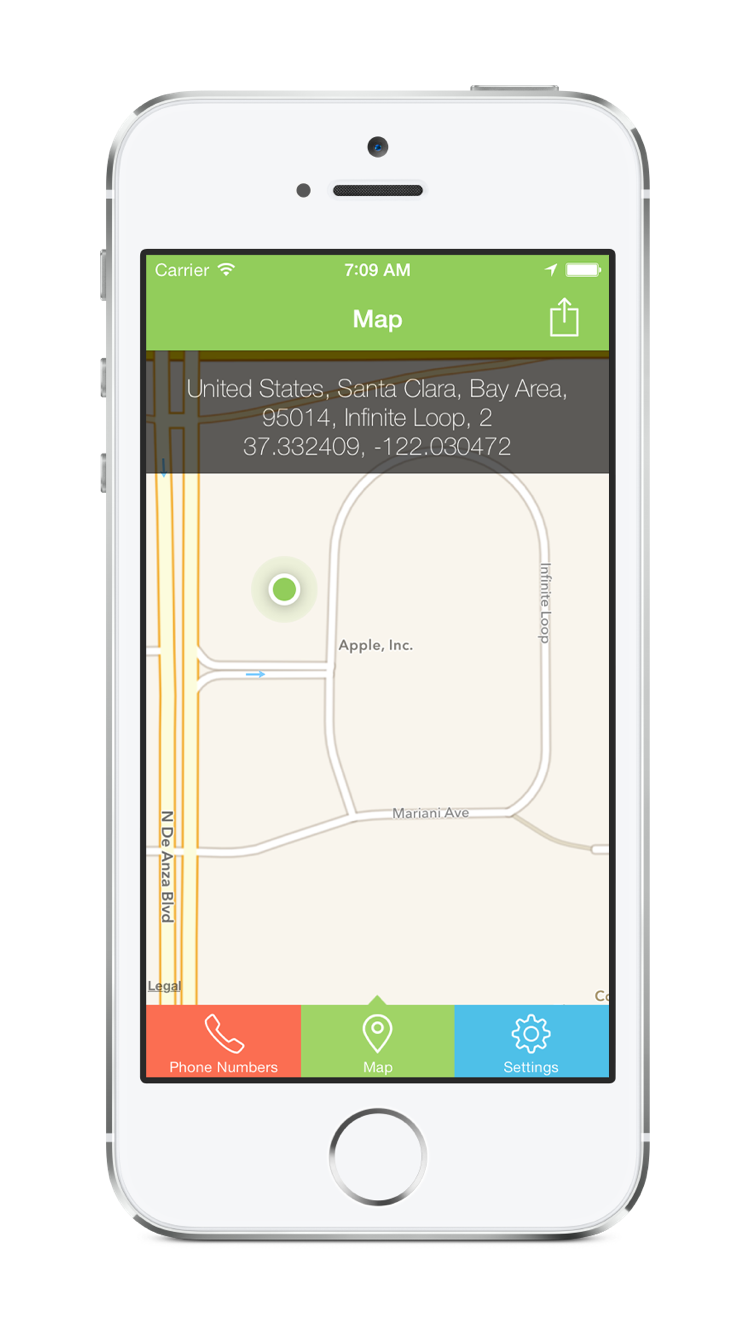 Carrier 7:09 AM
Map
United States, Santa Clara, Bay Area,
95014, Infinite Loop, 2
37.332409, -122.030472
Infinite Loop
Apple, Inc.
Mariani Ave
N De Anza Blvd
Legal
Phone Numbers
Map
Settings